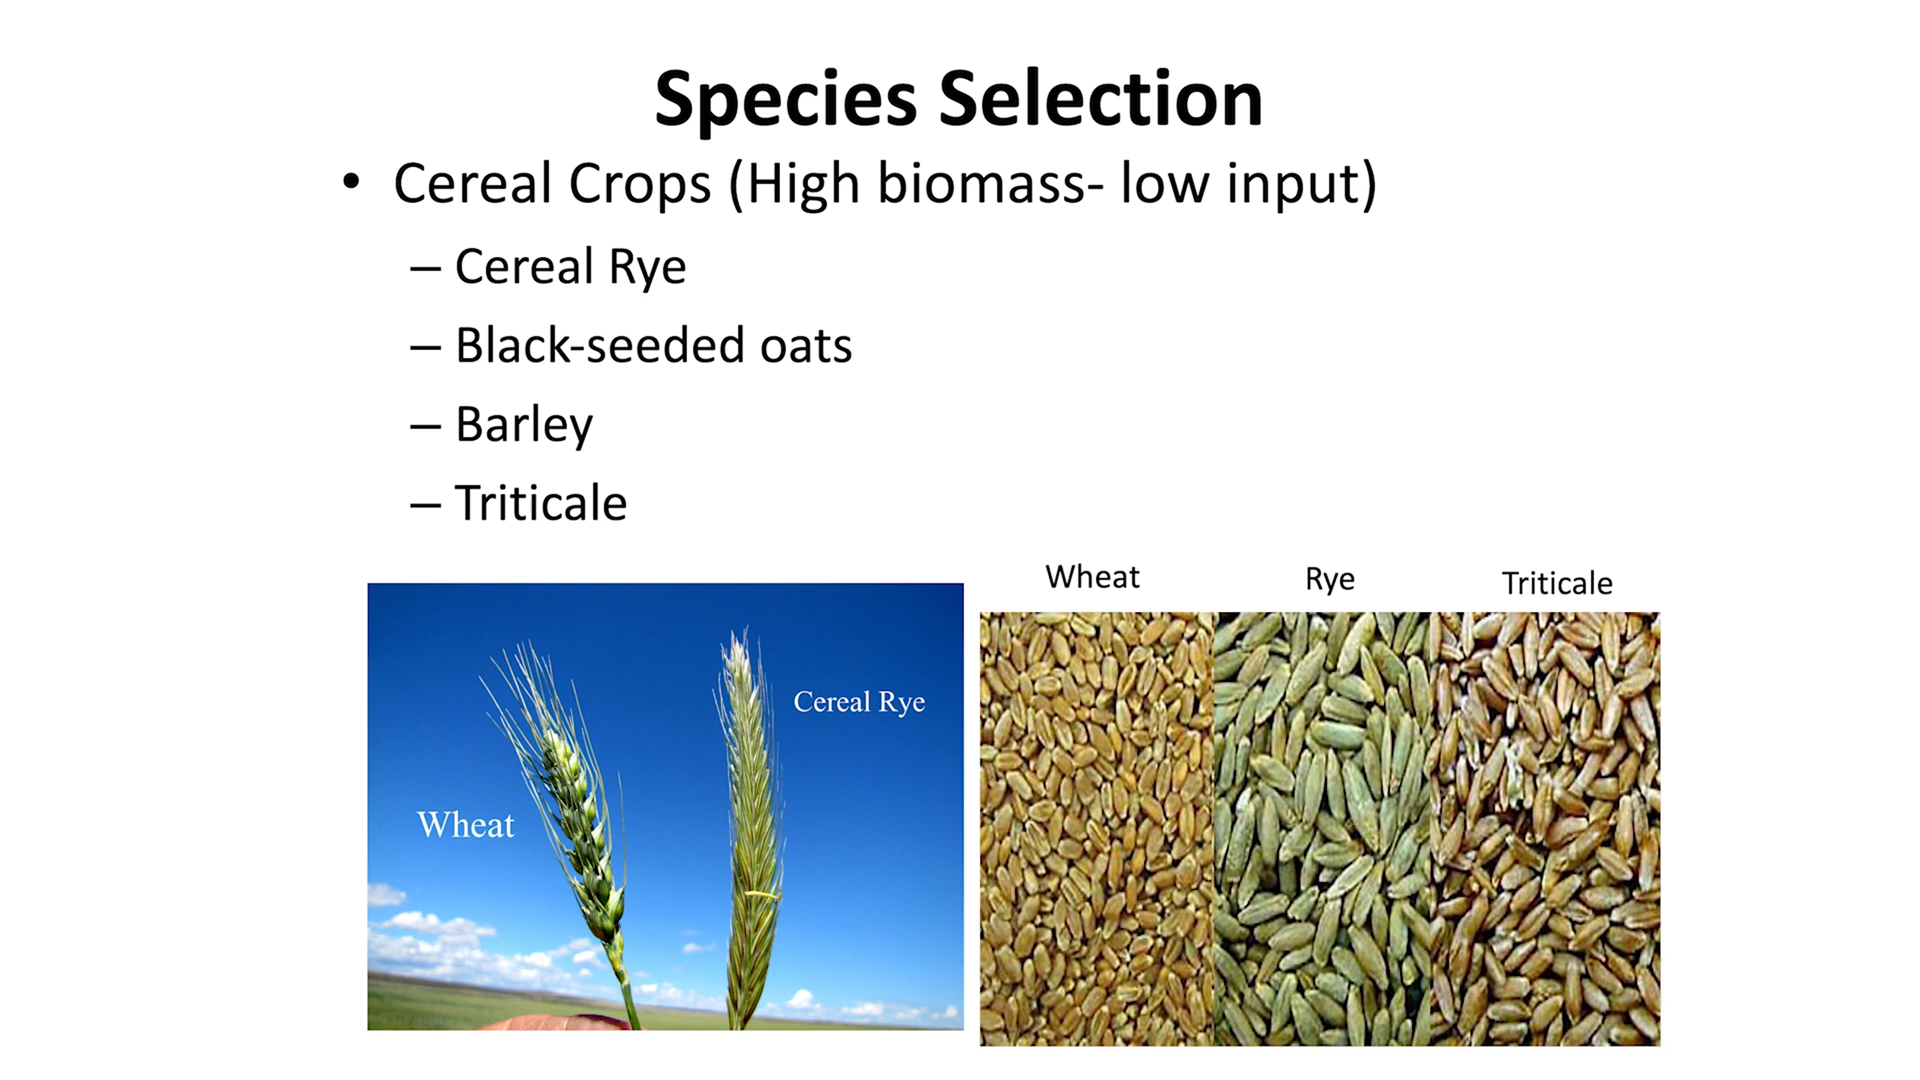 Species Selection
• Cereal Crops (High biomass- low input)
– Cereal Rye
– Black-seeded oats
– Barley
– Triticale
Wheat
Cereal Rye
Wheat Rye Triticale